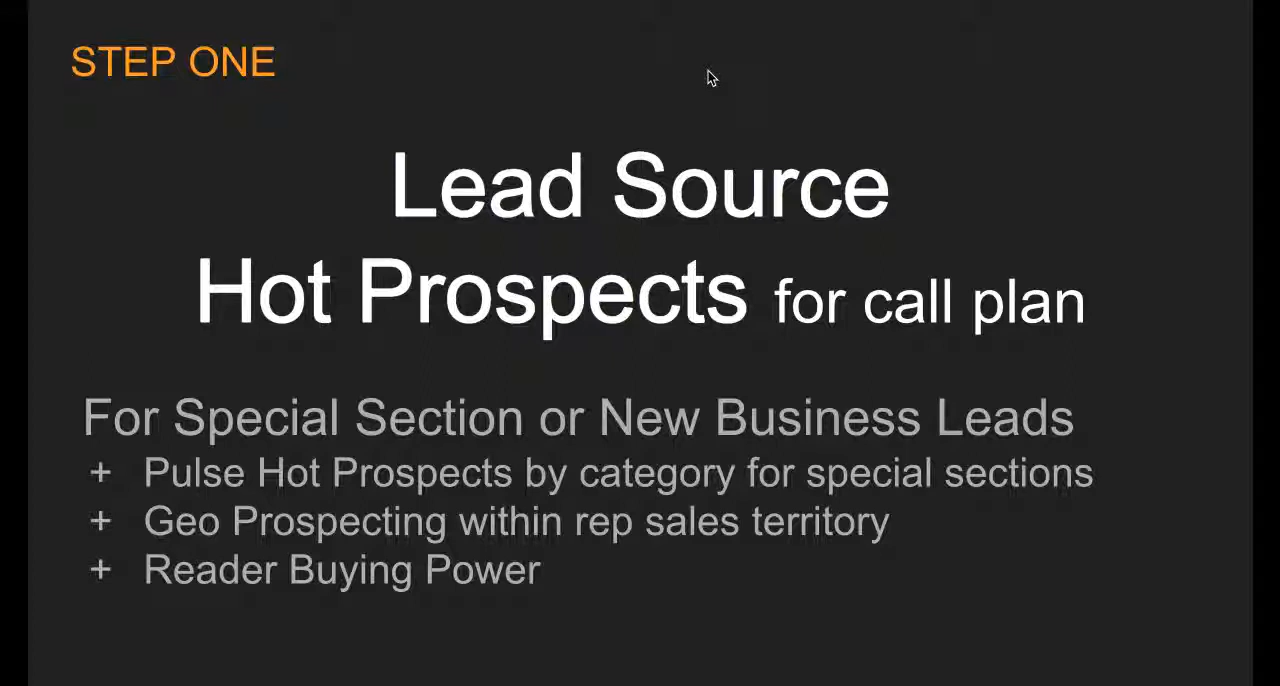 STEP ONE
Lead Source
Hot Prospects for call plan
For Special Section or New Business Leads
+ Pulse Hot Prospects by category for special sections
+ Geo Prospecting within rep sales territory
+ Reader Buying Power